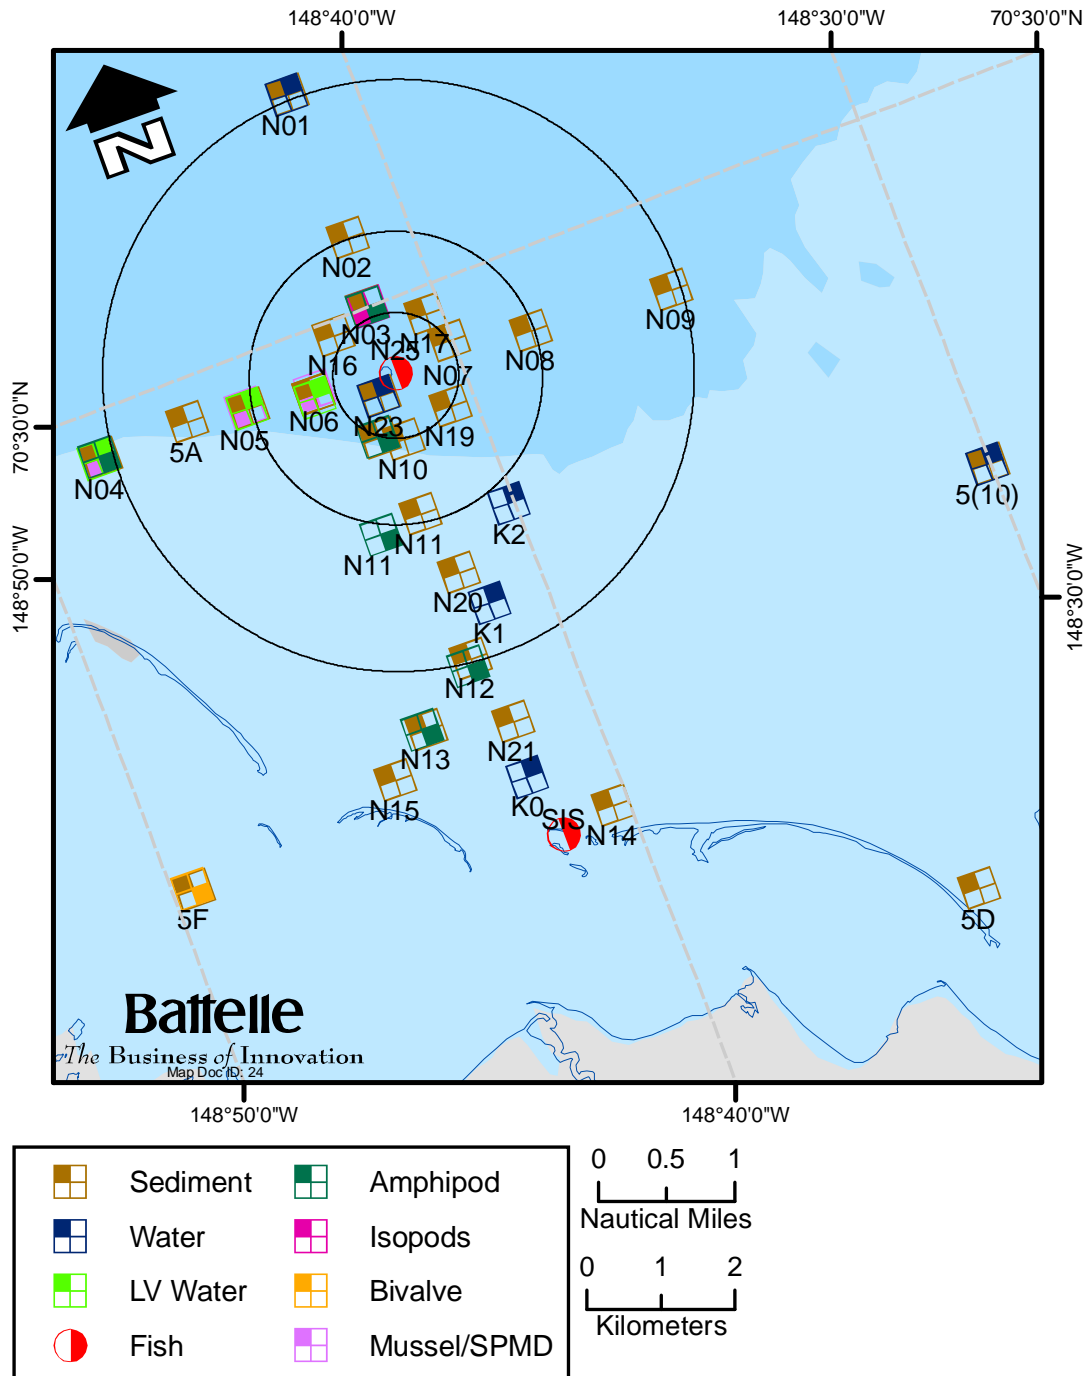 148°40'0"W
148°30'0"W
70°30'0"N
N
N01
N02
N03
N09
N17
N25
N16
N08
N07
N06
N23
N19
N05
5A
N10
N04
5(10)
70°30'0"N
K2
N11
N11
N20
K1
148°50'0"W
148°30'0"W
N12
N21
N13
N15
K0
SIS
N14
5F
5D
Battelle
The Business of Innovation
Map Doc ID: 24
148°50'0"W
148°40'0"W
Sediment
Amphipod
Water
Isopods
LV Water
Bivalve
Fish
Mussel/SPMD
0 0.5 1
Nautical Miles
0 1 2
Kilometers